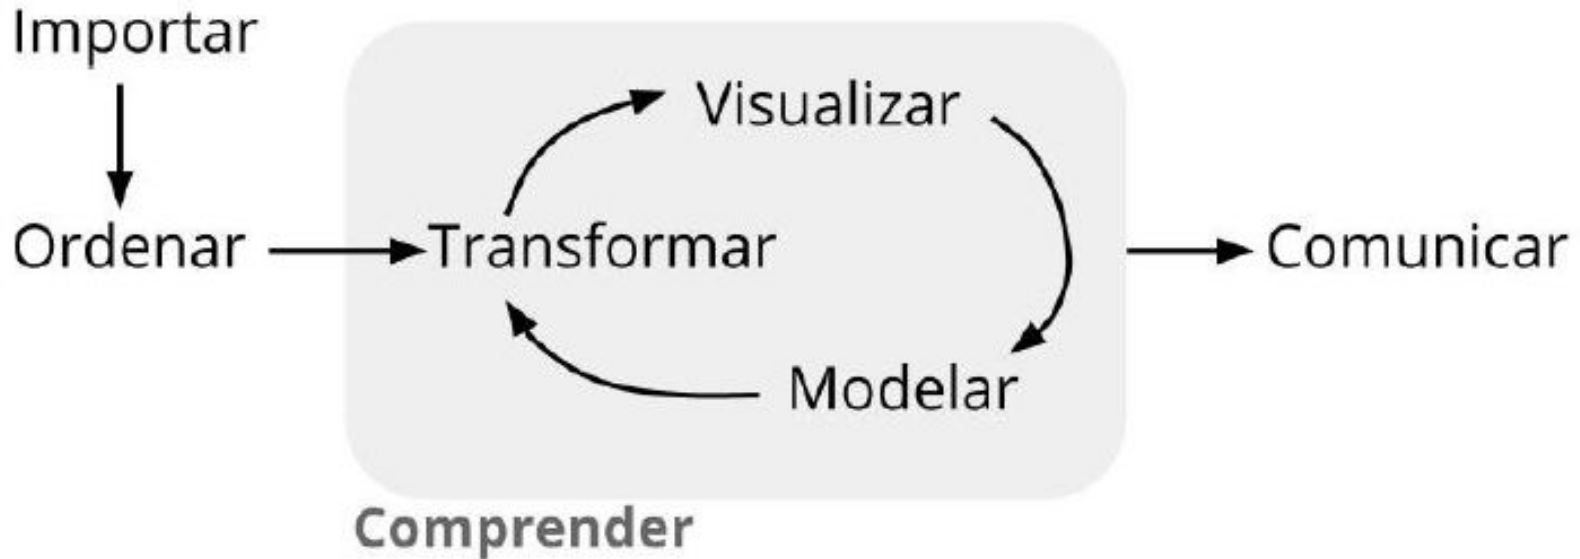 Importar
Visualizar
Ordenar
Transformar
Comunicar
Modelar
Comprender